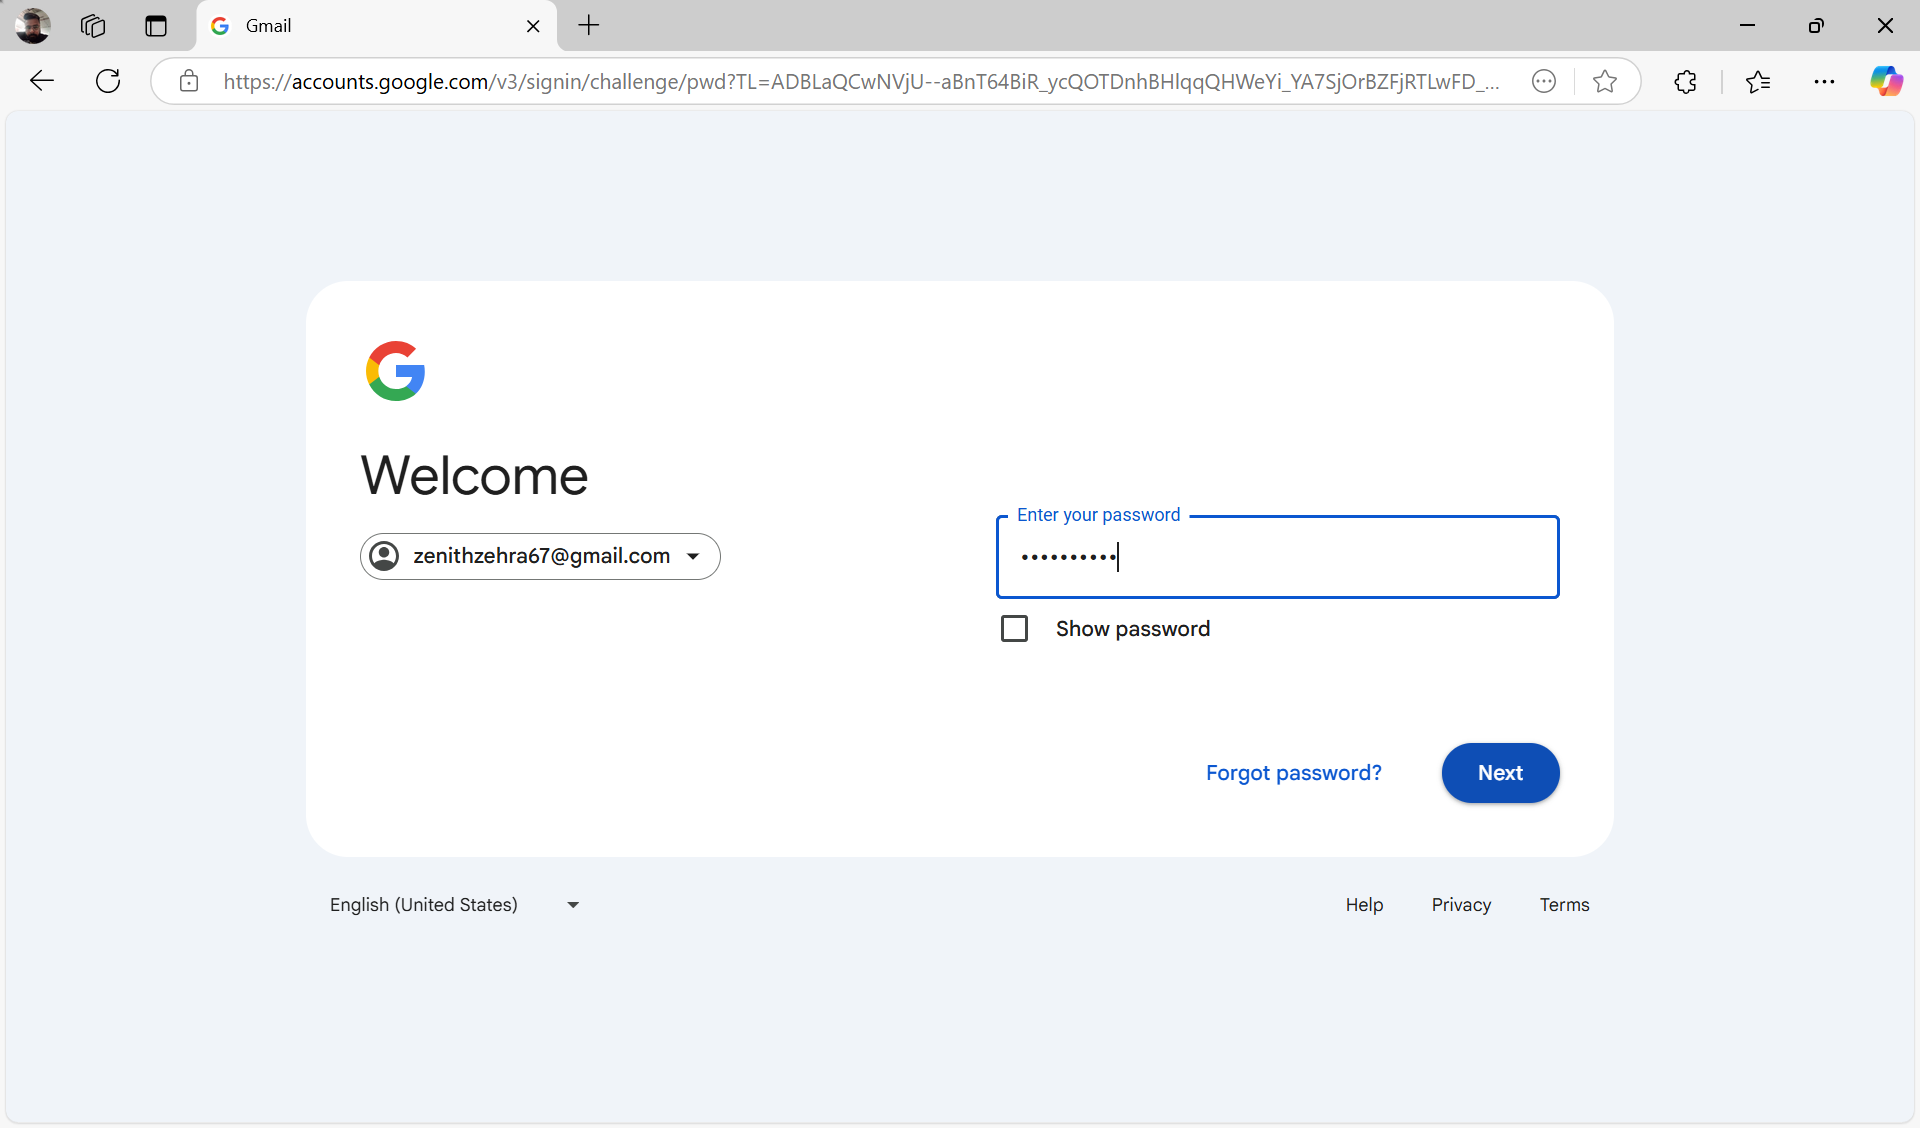 Gmail
https://accounts.google.com/v3/signin/challenge/pwd?TL=ADBLaQCwNVjU--aBnT64BiR_ycQOTDnhBHlqqQHWeYi_YA7SjOrBZFjRTLwFD_...
Welcome
zenithzehra67@gmail.com
Enter your password
••••••••••
Show password
Forgot password?
Next
English (United States)
Help
Privacy
Terms